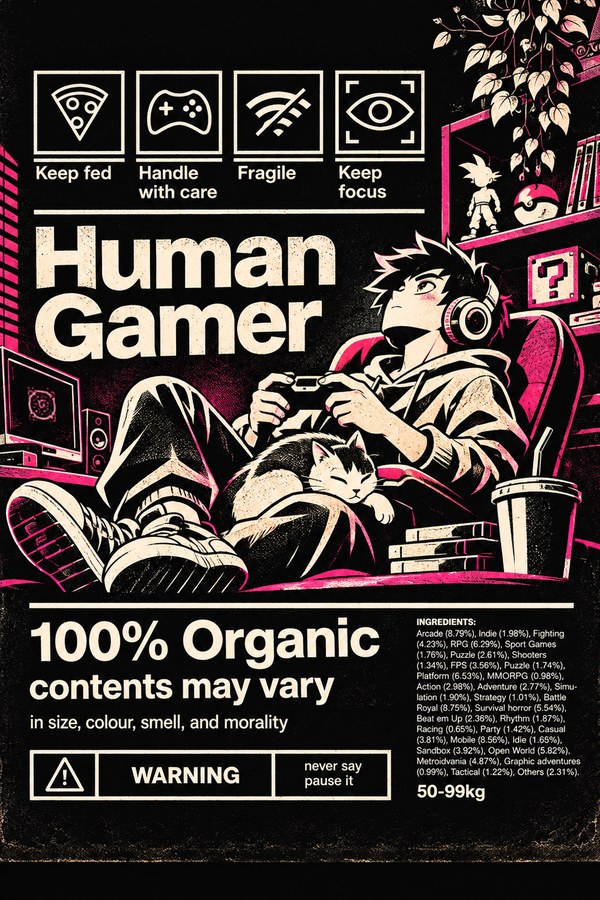 Keep fed
Handle
with care
Fragile
Keep
focus
Human
Gamer
?
100% Organic
contents may vary
in size, colour, smell, and morality
! WARNING
never say
pause it
INGREDIENTS:
Arcade (8.79%), Indie (1.98%), Fighting
(4.23%), RPG (6.29%), Sport Games
(1.76%), Puzzle (2.61%), Shooters
(1.34%), FPS (3.56%), Puzzle (1.74%),
Platform (6.53%), MMORPG (0.98%),
Action (2.98%), Adventure (2.77%), Simu-
lation (1.90%), Strategy (1.01%), Battle
Royal (8.75%), Survival horror (5.54%),
Beat em Up (2.36%), Rhythm (1.87%),
Racing (0.65%), Party (1.42%), Casual
(3.81%), Mobile (8.56%), Idle (1.65%),
Sandbox (3.92%), Open World (5.82%),
Metroidvania (4.87%), Graphic adventures
(0.99%), Tactical (1.22%), Others (2.31%).
50-99kg